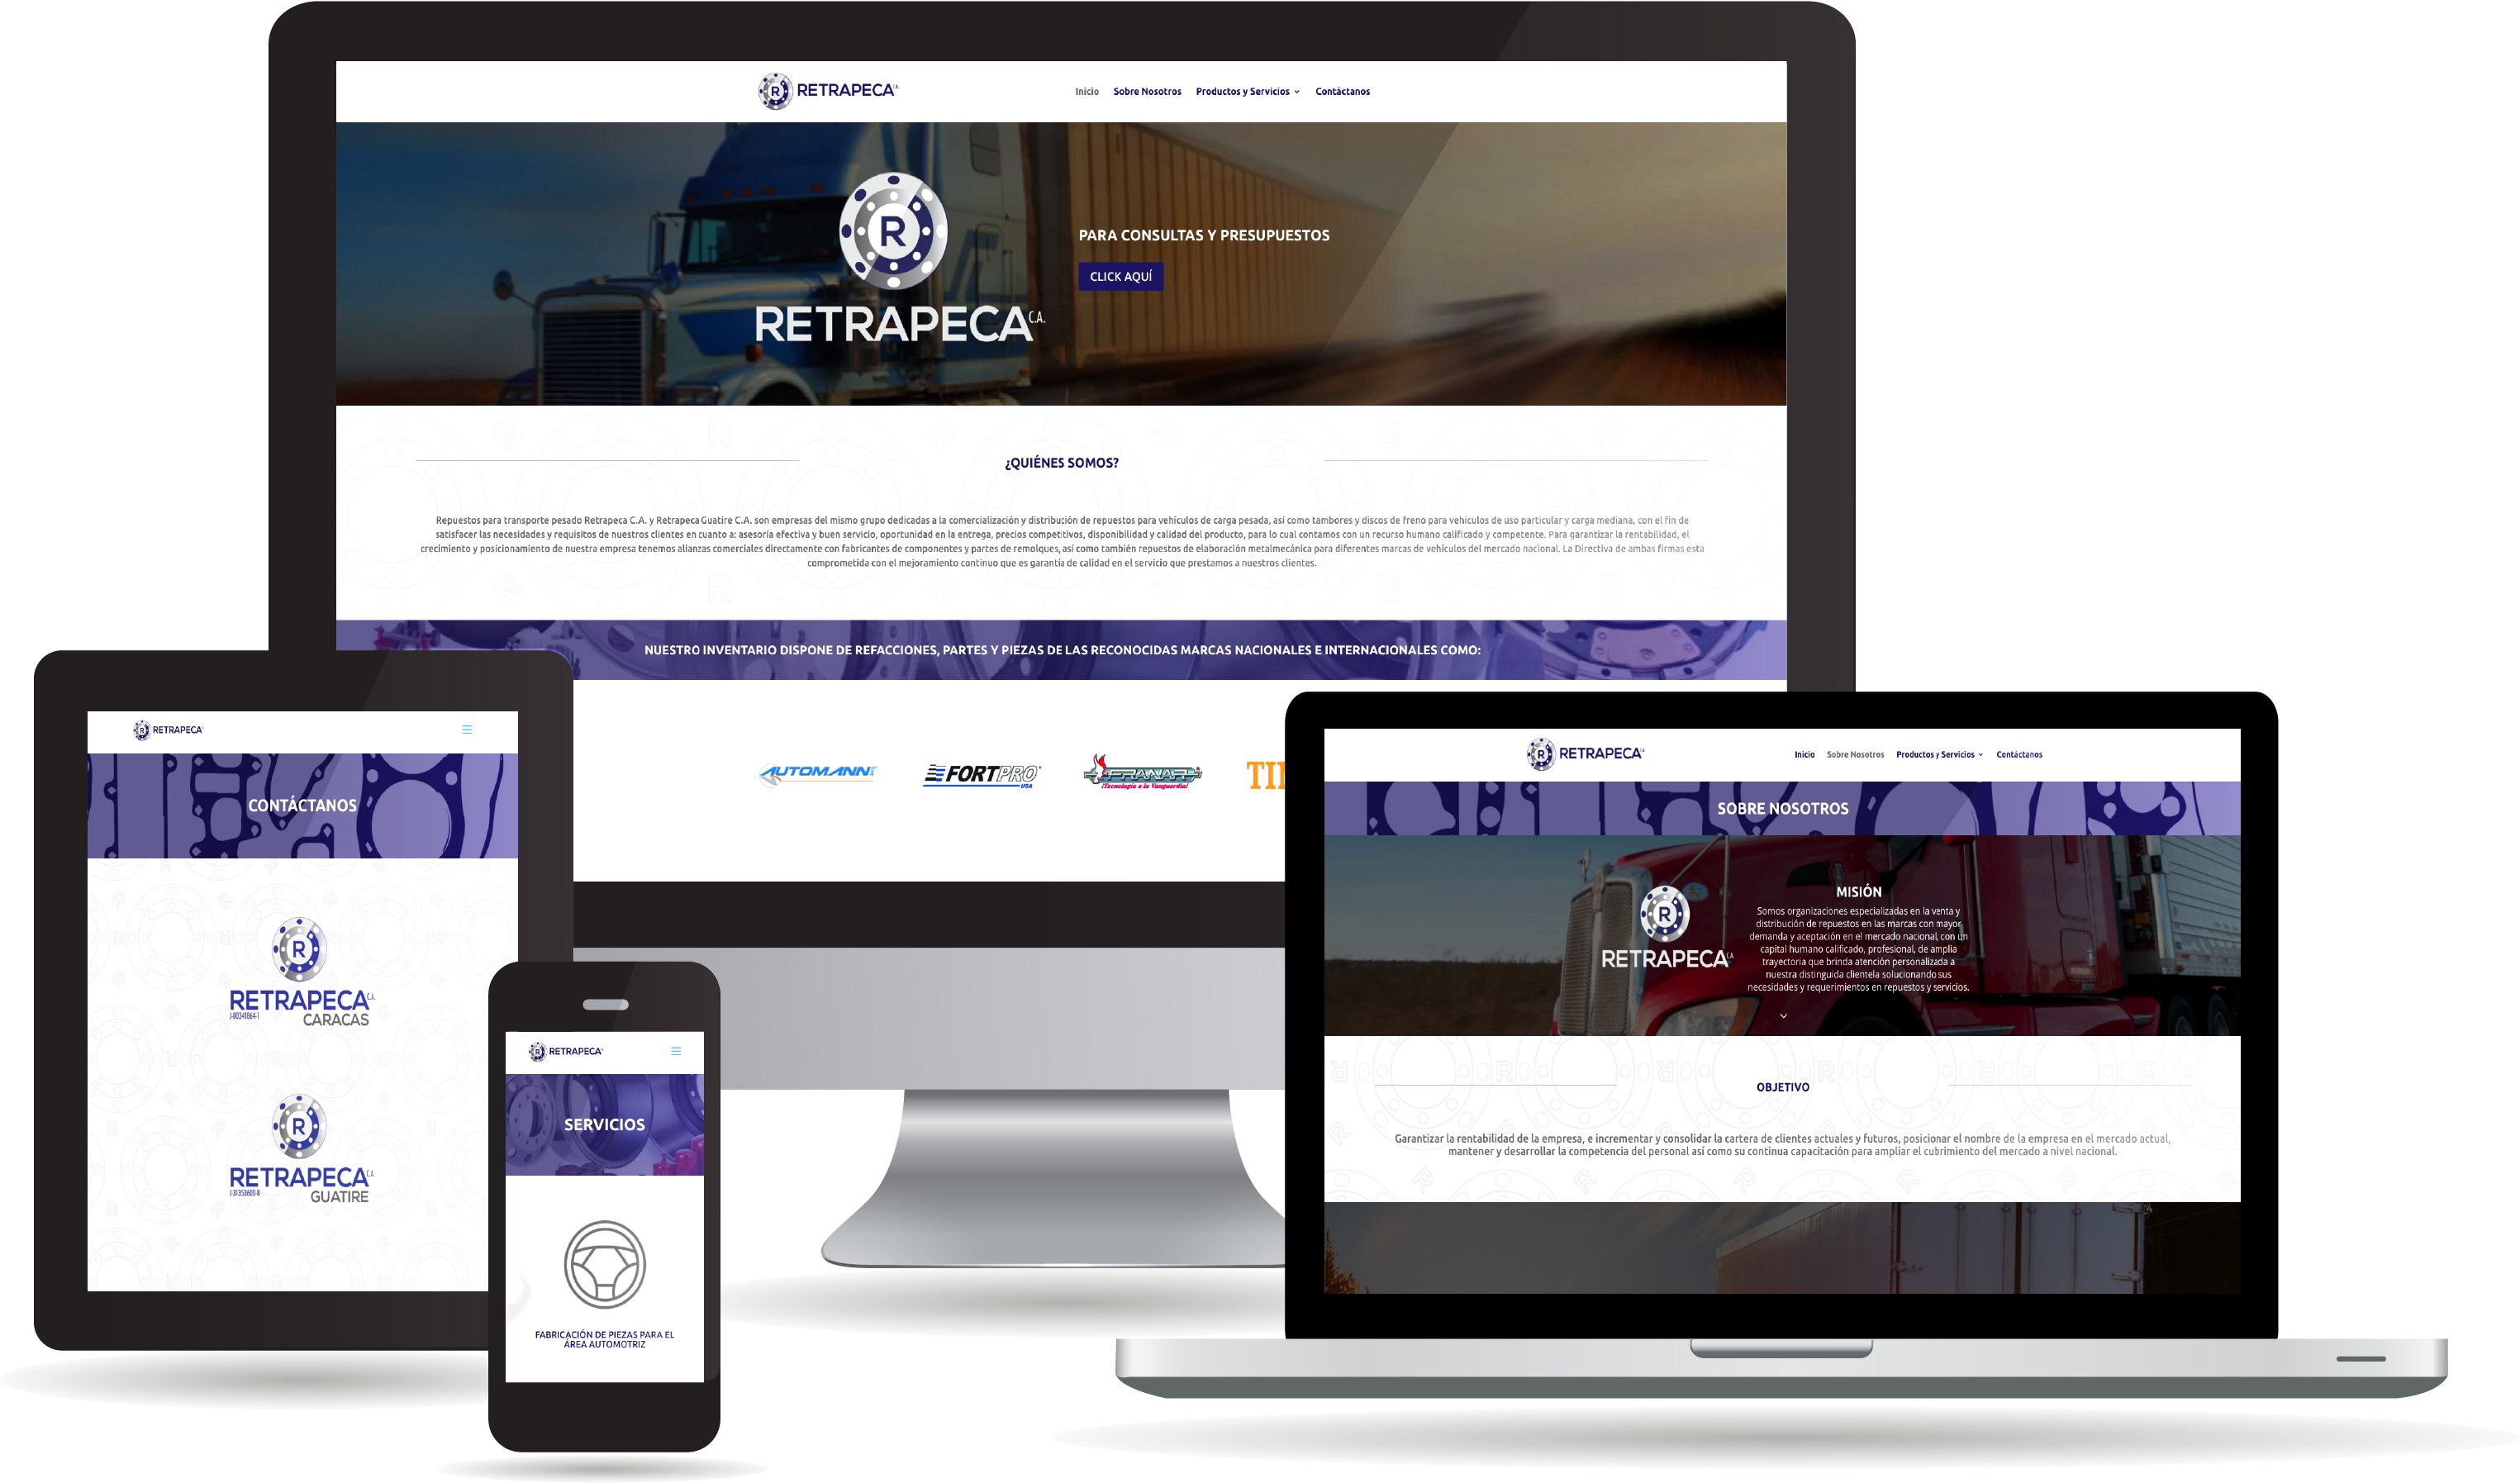 RETRAPECA C.A.
Inicio Sobre Nosotros Productos y Servicios Contáctanos
R
RETRAPECA C.A.
PARA CONSULTAS Y PRESUPUESTOS
CLICK AQUÍ
¿QUIÉNES SOMOS?
Repuestos para transporte pesado Retrapeca C.A. y Retrapeca Guatire C.A. son empresas del mismo grupo dedicadas a la comercialización y distribución de repuestos para vehículos de carga pesada, así como tambores y discos de freno para vehículos de uso particular y carga mediana, con el fin de
satisfacer las necesidades y requisitos de nuestros clientes en cuanto a: asesoría efectiva y buen servicio, oportunidad en la entrega, precios competitivos, disponibilidad y calidad del producto, para lo cual contamos con un recurso humano calificado y competente. Para garantizar la rentabilidad, el
crecimiento y posicionamiento de nuestra empresa tenemos alianzas comerciales directamente con fabricantes de componentes y partes de remolques, así como también repuestos de elaboración metalmecánica para diferentes marcas de vehículos del mercado nacional. La Directiva de ambas firmas esta
comprometida con el mejoramiento continuo que es garantía de calidad en el servicio que prestamos a nuestros clientes.
NUESTRO INVENTARIO DISPONE DE REFACCIONES, PARTES Y PIEZAS DE LAS RECONOCIDAS MARCAS NACIONALES E INTERNACIONALES COMO:
AUTOMANN
FORTPRO
USA
FRANAR
¡Tecnología a la Vanguardia!
TI
RETRAPECA
CONTÁCTANOS
R
RETRAPECA C.A.
J-00341864-1
CARACAS
R
RETRAPECA C.A.
J-31353600-8
GUATIRE
R RETRAPECA
SERVICIOS
FABRICACIÓN DE PIEZAS PARA EL
ÁREA AUTOMOTRIZ
R RETRAPECA
Inicio Sobre Nosotros Productos y Servicios Contáctanos
SOBRE NOSOTROS
R
RETRAPECA C.A.
MISIÓN
Somos organizaciones especializadas en la venta y
distribución de repuestos en las marcas con mayor
demanda y aceptación en el mercado nacional, con un
capital humano calificado, profesional, de amplia
trayectoria que brinda atención personalizada a
nuestra distinguida clientela solucionando sus
necesidades y requerimientos en repuestos y servicios.
OBJETIVO
Garantizar la rentabilidad de la empresa, e incrementar y consolidar la cartera de clientes actuales y futuros, posicionar el nombre de la empresa en el mercado actual,
mantener y desarrollar la competencia del personal así como su continua capacitación para ampliar el cubrimiento del mercado a nivel nacional.